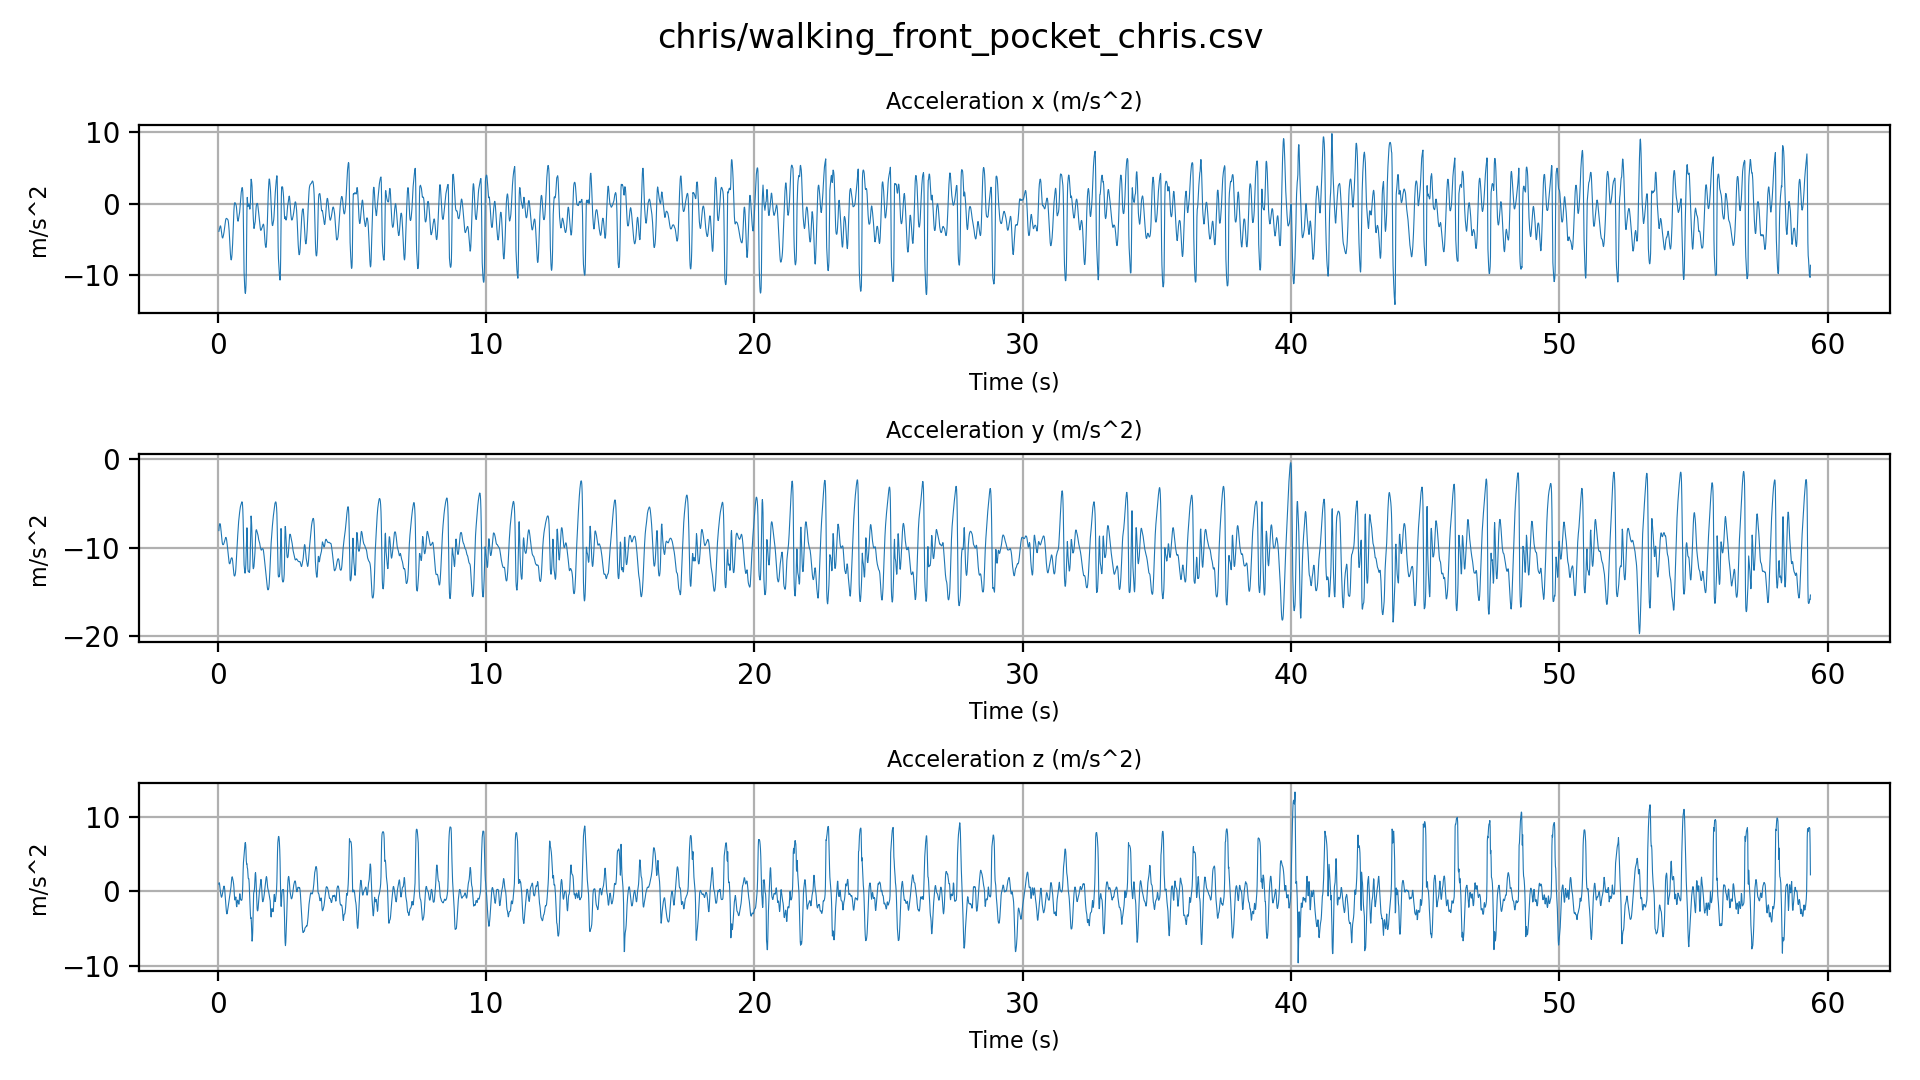 chris/walking_front_pocket_chris.csv
Acceleration x (m/s^2)
m/s^2
10
0
−10
0 10 20 30 40 50 60
Time (s)
Acceleration y (m/s^2)
m/s^2
0
−10
−20
0 10 20 30 40 50 60
Time (s)
Acceleration z (m/s^2)
m/s^2
10
0
−10
0 10 20 30 40 50 60
Time (s)